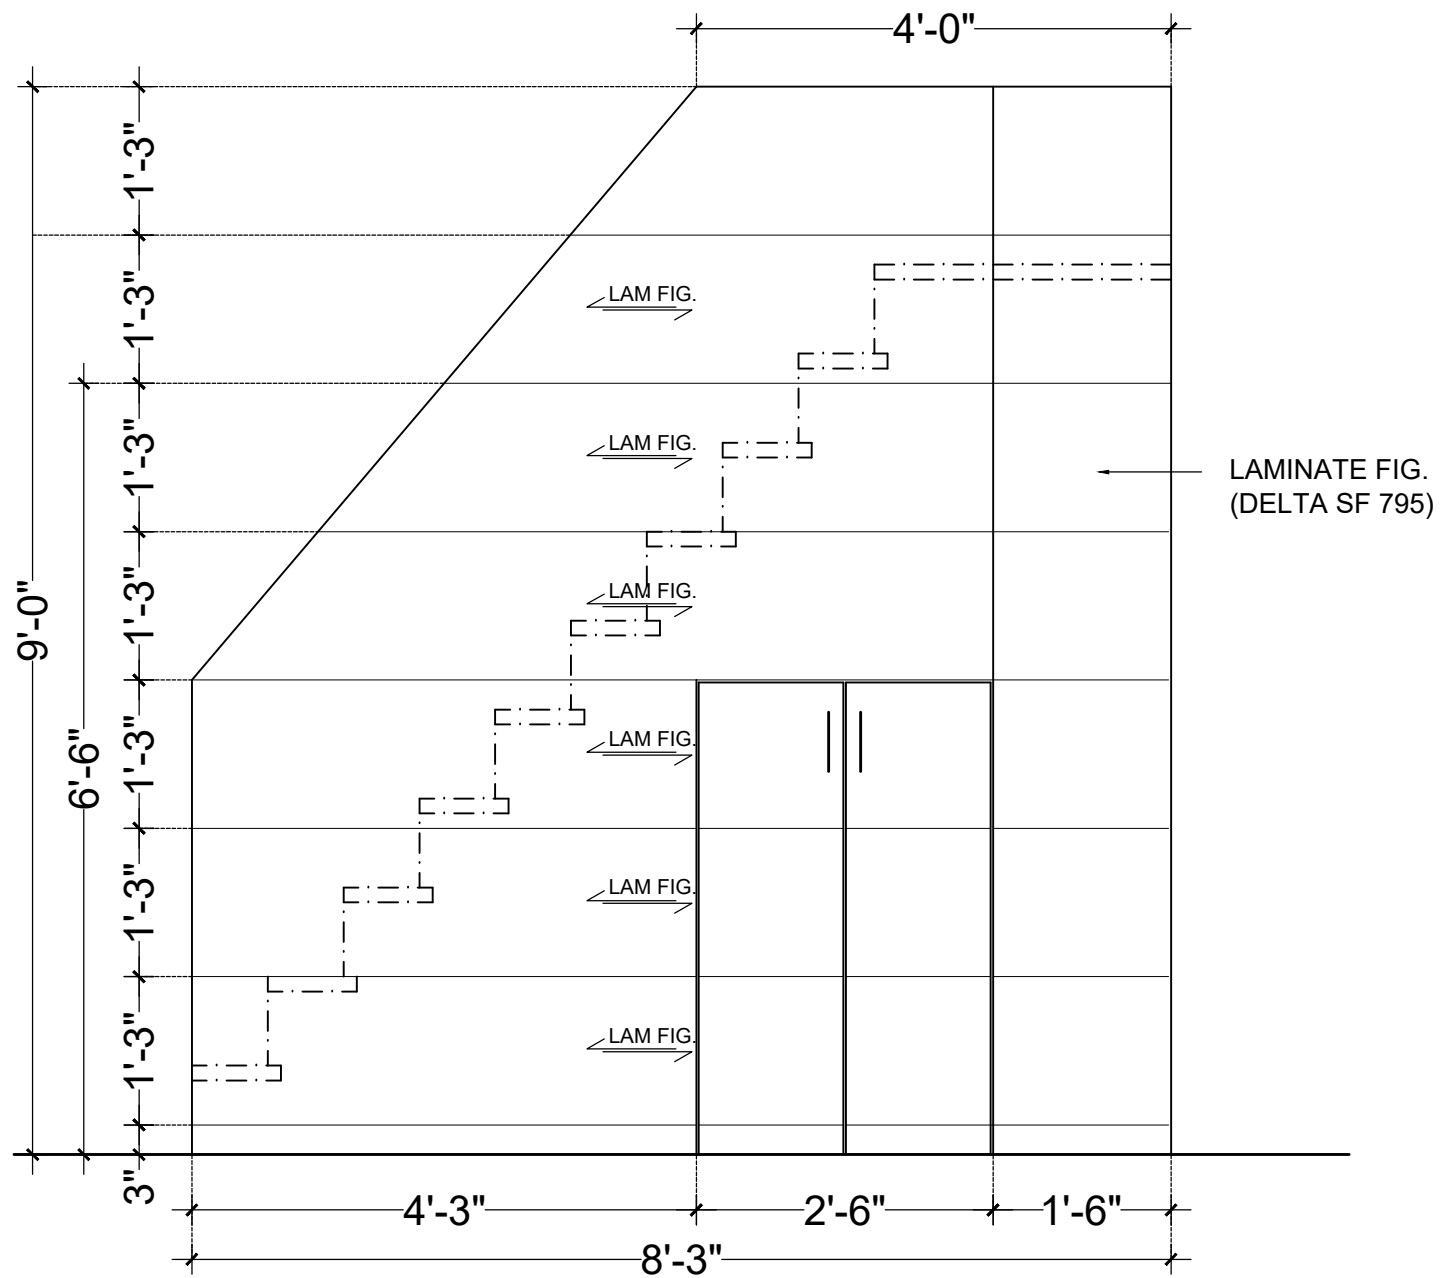 4'-0"
1'-3"
1'-3"
LAM FIG.
1'-3"
LAM FIG.
LAMINATE FIG.
(DELTA SF 795)
1'-3"
LAM FIG.
9'-0"
6'-6"
1'-3"
LAM FIG.
1'-3"
LAM FIG.
1'-3"
LAM FIG.
3"
4'-3"
2'-6"
1'-6"
8'-3"